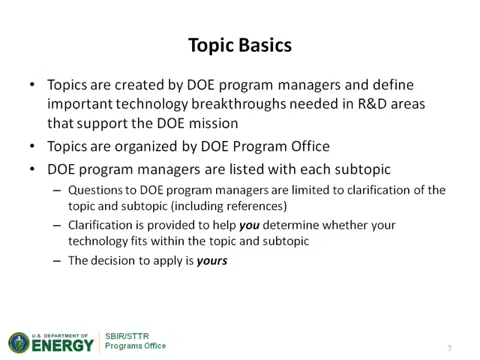 Topic Basics
• Topics are created by DOE program managers and define
important technology breakthroughs needed in R&D areas
that support the DOE mission
• Topics are organized by DOE Program Office
• DOE program managers are listed with each subtopic
– Questions to DOE program managers are limited to clarification of the
topic and subtopic (including references)
– Clarification is provided to help you determine whether your
technology fits within the topic and subtopic
– The decision to apply is yours
U.S. DEPARTMENT OF
ENERGY
SBIR/STTR
Programs Office
7